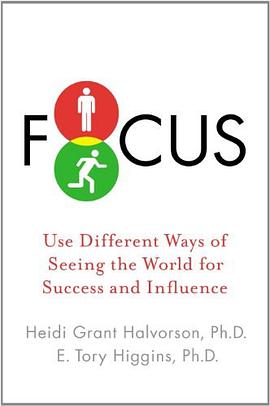 FOCUS
Use Different Ways of
Seeing the World for
Success and Influence
Heidi Grant Halvorson, Ph.D.
E. Tory Higgins, Ph.D.